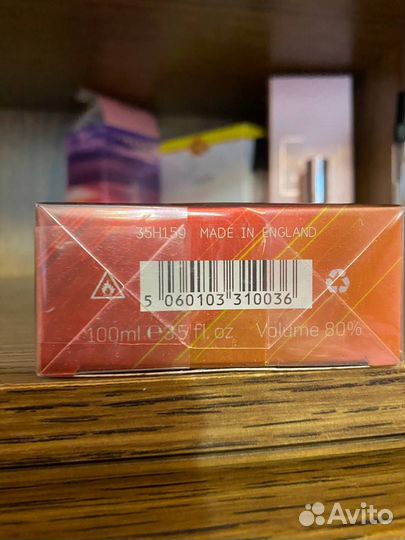 35H159 MADE IN ENGLAND
5 060103 310036
100ml ℮ 3.5 fl. oz Volume 80%
Avito